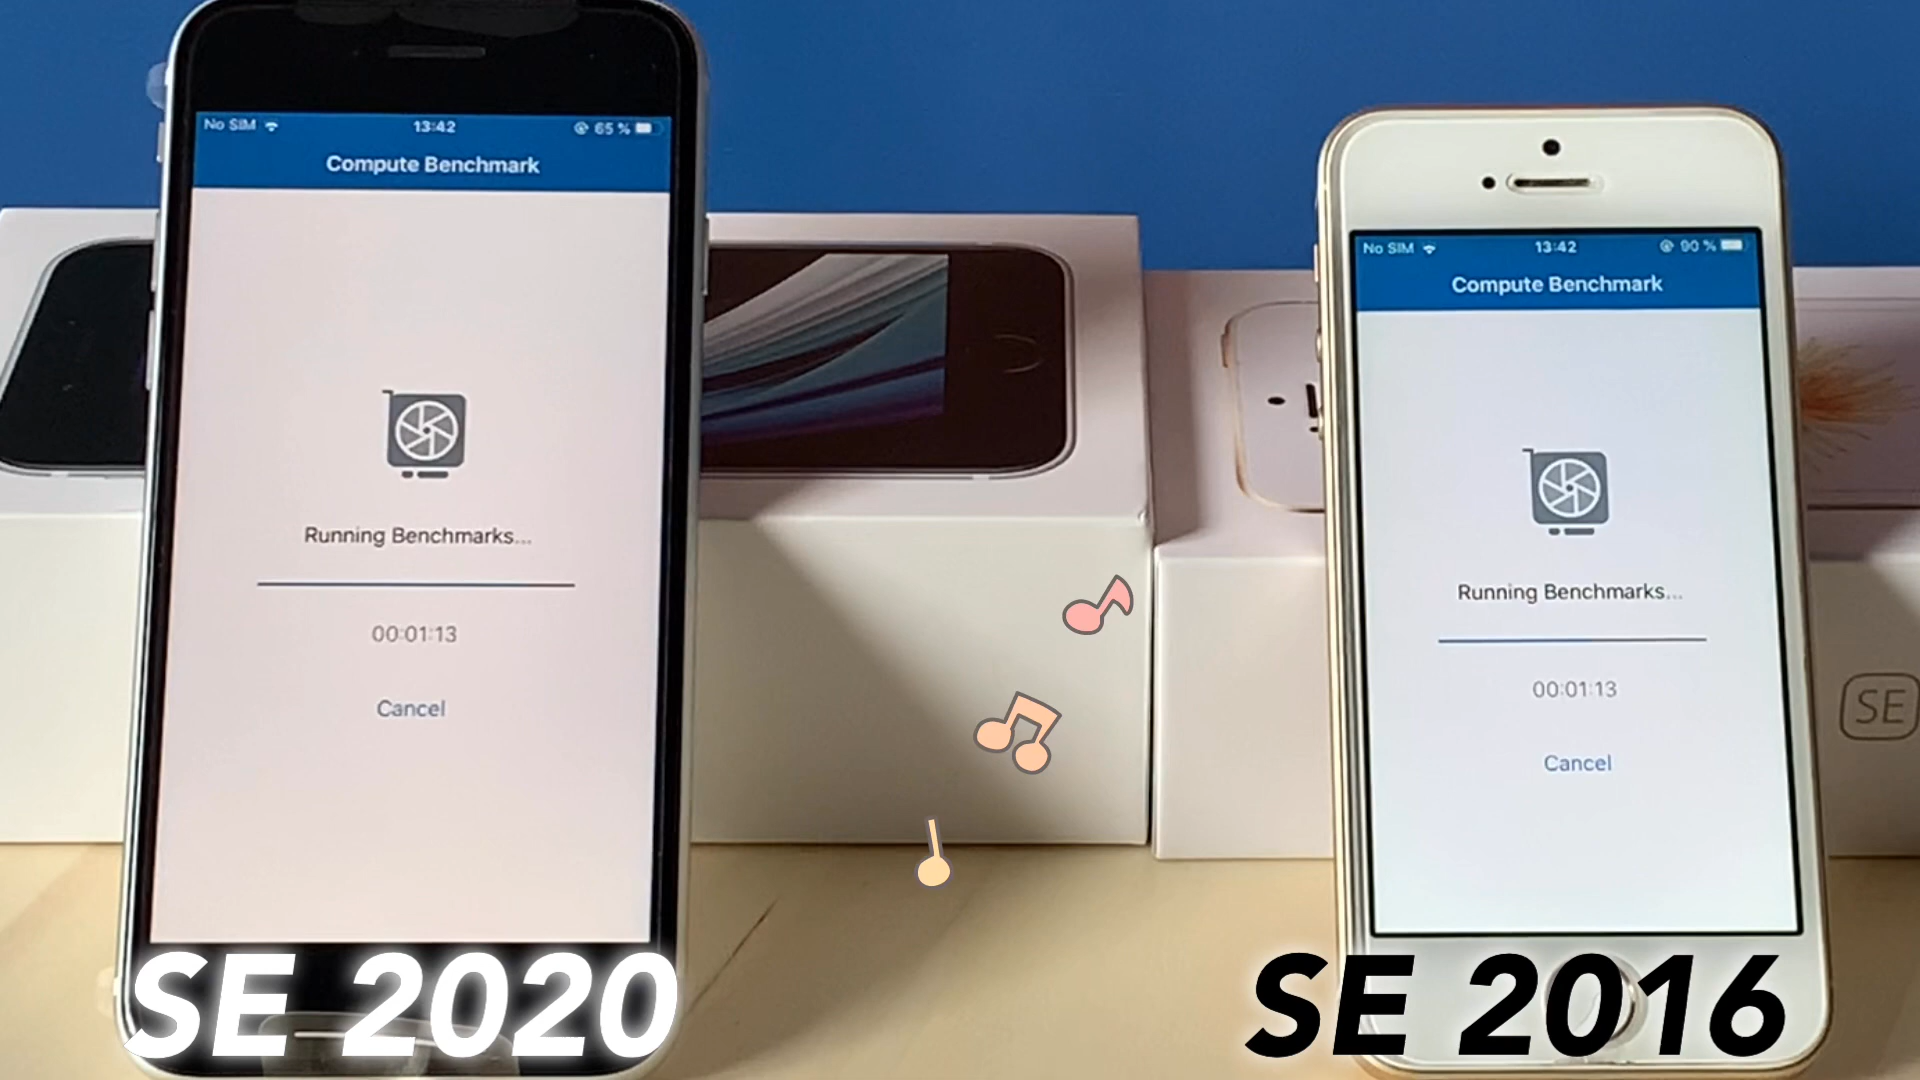 No SIM 13:42 65 %
Compute Benchmark
Running Benchmarks...
00:01:13
Cancel
SE 2020
No SIM 13:42 90 %
Compute Benchmark
Running Benchmarks...
00:01:13
Cancel
SE
SE 2016